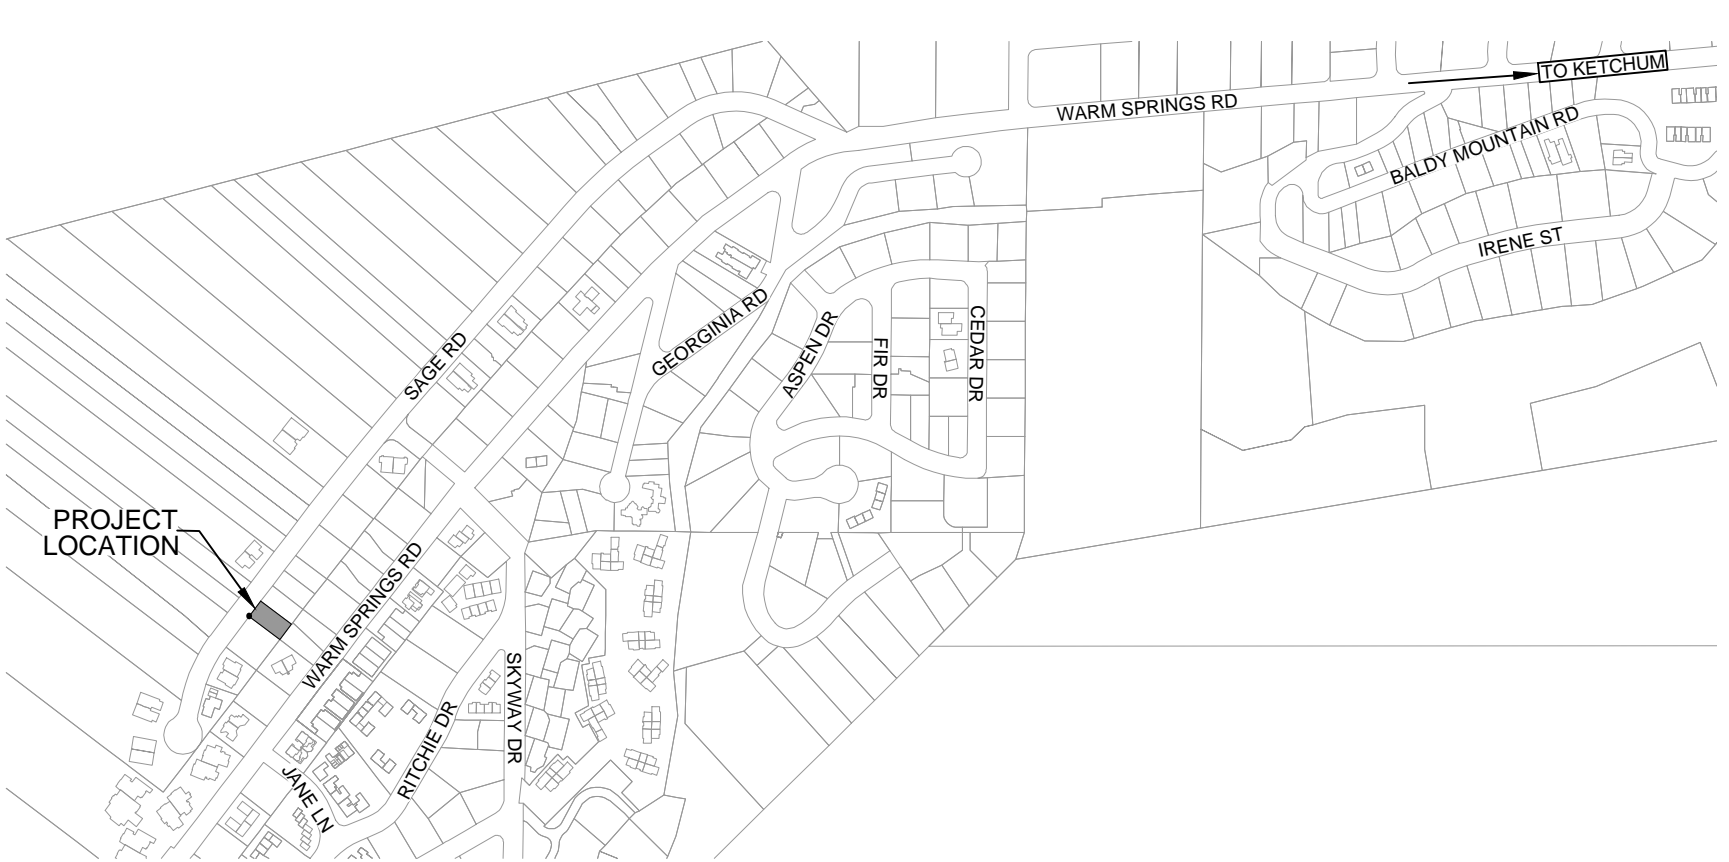 TO KETCHUM
WARM SPRINGS RD
BALDY MOUNTAIN RD
IRENE ST
GEORGINIA RD
SAGE RD
ASPEN DR
FIR DR
CEDAR DR
PROJECT
LOCATION
WARM SPRINGS RD
SKYWAY DR
RITCHIE DR
JANE LN